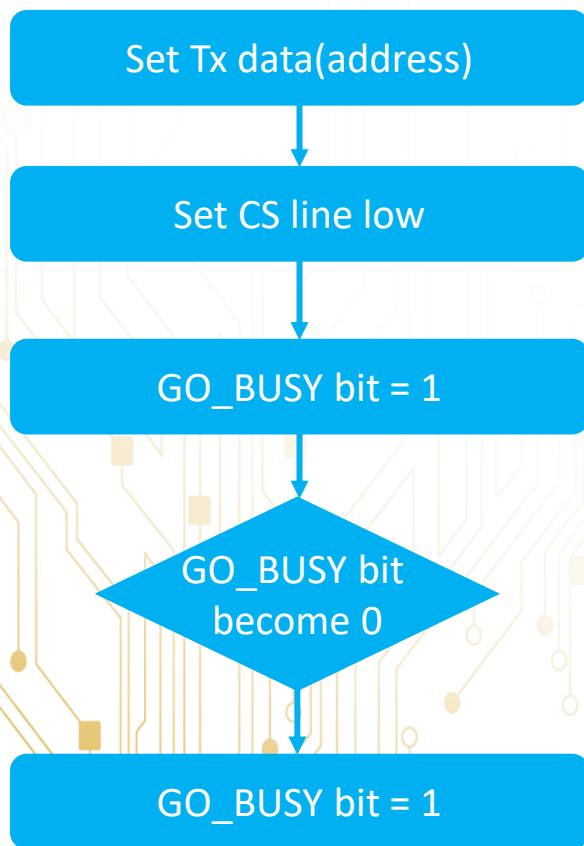 Set Tx data(address)
Set CS line low
GO_BUSY bit = 1
GO_BUSY bit
become 0
GO_BUSY bit = 1